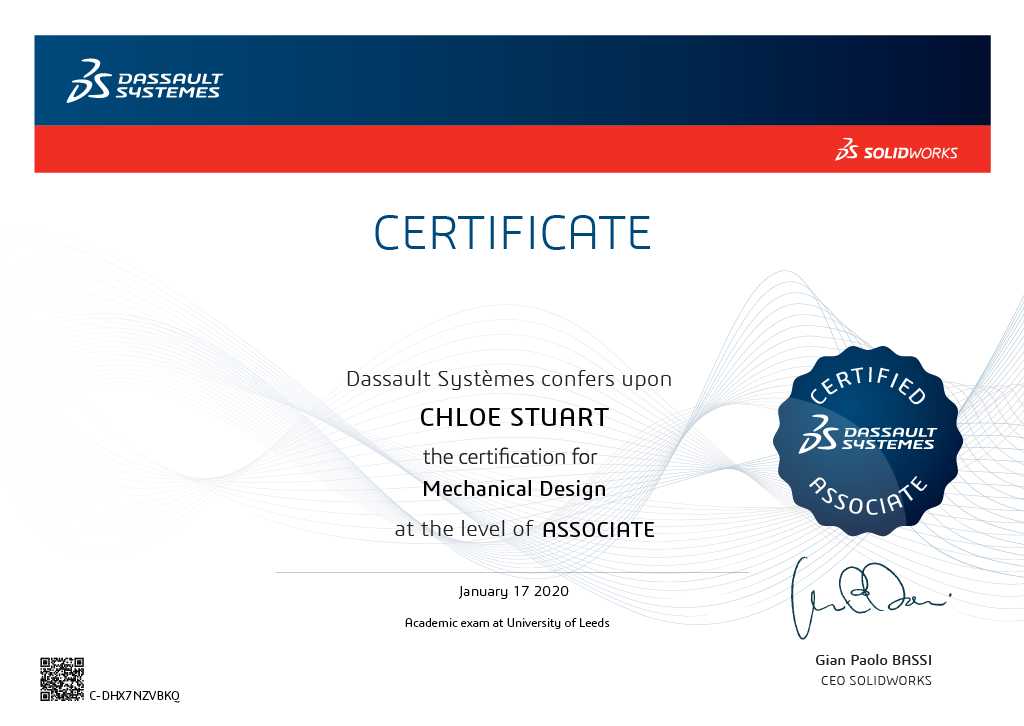 DASSAULT
SYSTEMES
SOLIDWORKS
CERTIFICATE
Dassault Systèmes confers upon
CHLOE STUART
the certification for
Mechanical Design
at the level of ASSOCIATE
CERTIFIED
DASSAULT
SYSTEMES
ASSOCIATE
January 17 2020
Academic exam at University of Leeds
Gian Paolo BASSI
CEO SOLIDWORKS
C-DHX7NZVBKQ